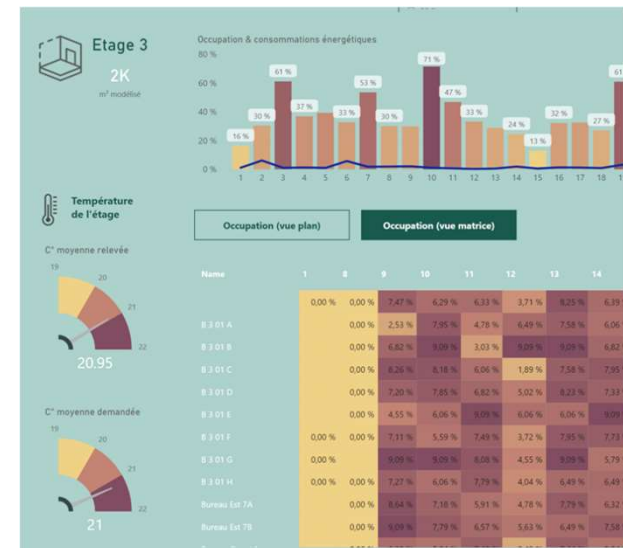 Etage 3
2K
m² modélisé
Occupation & consommations énergétiques
80 %
60 %
40 %
20 %
0 %
16 %
30 %
61 %
37 %
33 %
53 %
30 %
71 %
47 %
33 %
24 %
13 %
32 %
27 %
61
1 2 3 4 5 6 7 8 9 10 11 12 13 14 15 16 17 18
Température
de l'étage
C° moyenne relevée
19
20
21
22
20.95
C° moyenne demandée
19
20
21
22
21
Occupation (vue plan)
Occupation (vue matrice)
Name 1 8 9 10 11 12 13 14
0,00 % 0,00 % 7,47 % 6,29 % 6,33 % 3,71 % 8,25 % 6,39
B 3 01 A 0,00 % 2,53 % 7,95 % 4,78 % 6,49 % 7,58 % 6,06
B 3 01 B 0,00 % 6,82 % 9,09 % 3,03 % 9,09 % 9,09 % 6,82
B 3 01 C 0,00 % 8,26 % 8,18 % 6,06 % 1,89 % 7,58 % 7,95
B 3 01 D 0,00 % 7,20 % 7,85 % 6,82 % 5,02 % 8,23 % 7,33
B 3 01 E 0,00 % 4,55 % 6,06 % 9,09 % 6,06 % 6,06 % 9,09
B 3 01 F 0,00 % 0,00 % 7,11 % 5,59 % 7,49 % 3,72 % 7,95 % 7,73
B 3 01 G 0,00 % 9,09 % 9,09 % 8,08 % 4,55 % 9,09 % 5,79
B 3 01 H 0,00 % 0,00 % 7,27 % 6,06 % 7,79 % 4,04 % 6,49 % 6,49
Bureau Est 7A 0,00 % 8,64 % 7,18 % 5,91 % 4,78 % 7,79 % 6,32
Bureau Est 7B 0,00 % 9,09 % 7,79 % 6,57 % 5,63 % 6,49 % 7,58